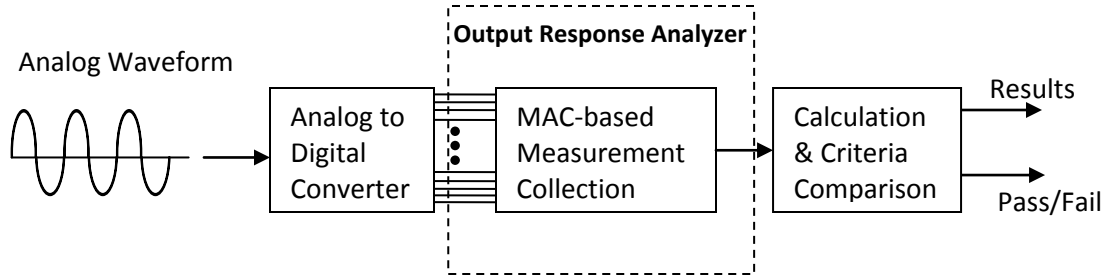 Output Response Analyzer
Analog Waveform
Analog to
Digital
Converter
MAC-based
Measurement
Collection
Calculation
& Criteria
Comparison
Results
Pass/Fail